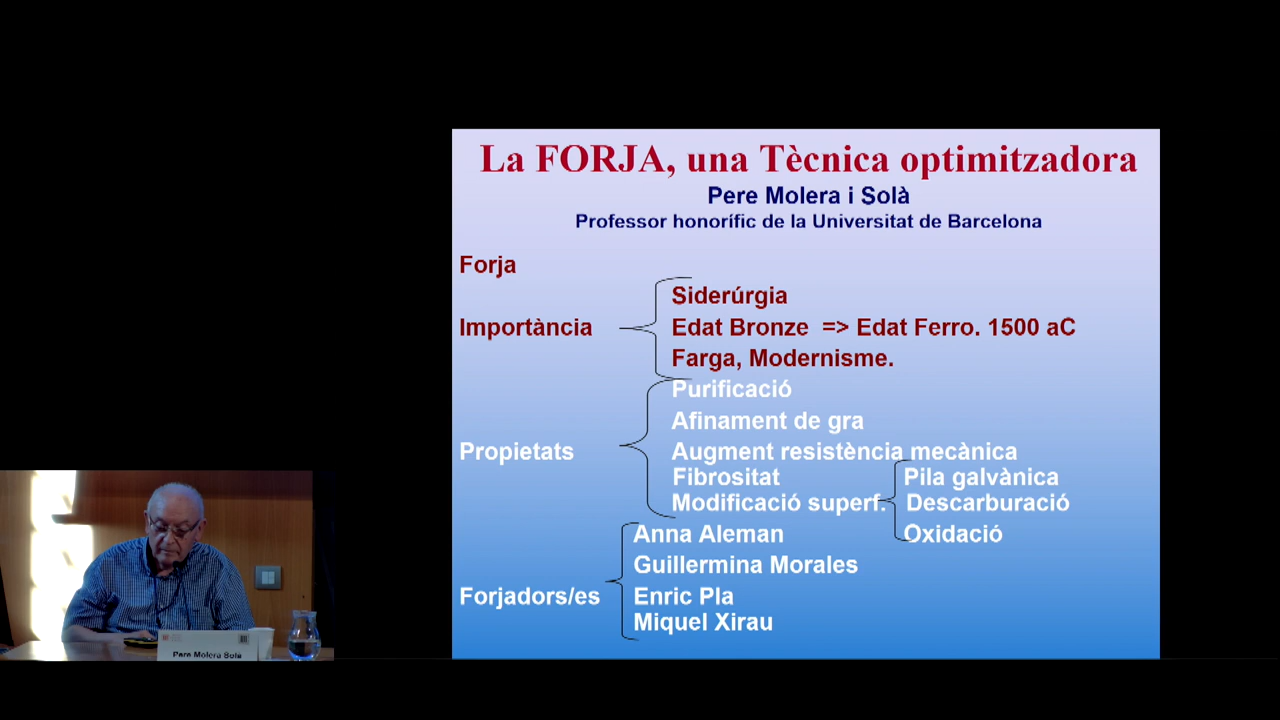 La FORJA, una Tècnica optimitzadora
Pere Molera i Solà
Professor honorífic de la Universitat de Barcelona
Forja
Importància
Siderúrgia
Edat Bronze => Edat Ferro. 1500 aC
Farga, Modernisme.
Propietats
Purificació
Afinament de gra
Augment resistència mecànica
Fibrositat
Modificació superf.
Pila galvànica
Descarburació
Oxidació
Forjadors/es
Anna Aleman
Guillermina Morales
Enric Pla
Miquel Xirau
Pere Molera Solà